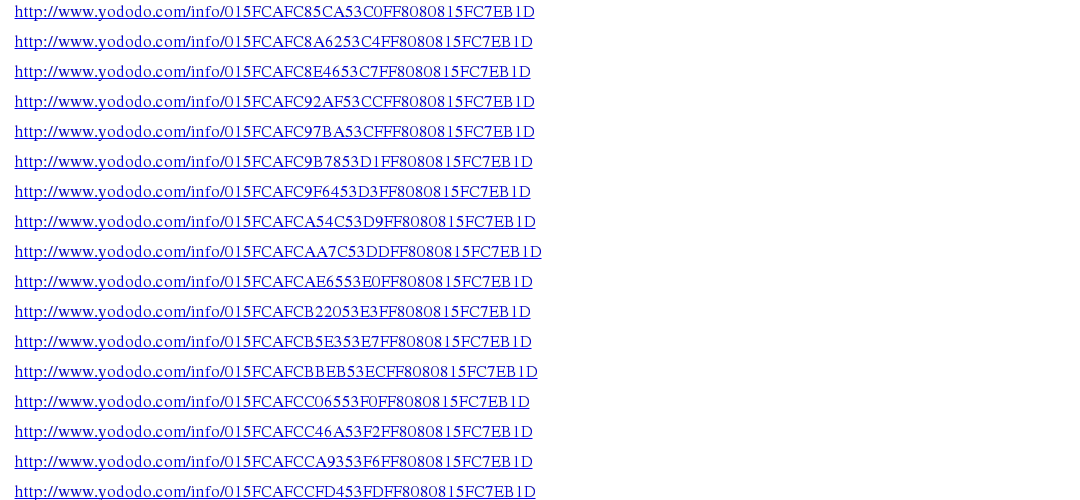 http://www.yododo.com/info/015FCAFC85CA53C0FF8080815FC7EB1D
http://www.yododo.com/info/015FCAFC8A6253C4FF8080815FC7EB1D
http://www.yododo.com/info/015FCAFC8E4653C7FF8080815FC7EB1D
http://www.yododo.com/info/015FCAFC92AF53CCFF8080815FC7EB1D
http://www.yododo.com/info/015FCAFC97BA53CFFF8080815FC7EB1D
http://www.yododo.com/info/015FCAFC9B7853D1FF8080815FC7EB1D
http://www.yododo.com/info/015FCAFC9F6453D3FF8080815FC7EB1D
http://www.yododo.com/info/015FCAFCA54C53D9FF8080815FC7EB1D
http://www.yododo.com/info/015FCAFCAA7C53DDFF8080815FC7EB1D
http://www.yododo.com/info/015FCAFCAE6553E0FF8080815FC7EB1D
http://www.yododo.com/info/015FCAFCB22053E3FF8080815FC7EB1D
http://www.yododo.com/info/015FCAFCB5E353E7FF8080815FC7EB1D
http://www.yododo.com/info/015FCAFCBBEB53ECFF8080815FC7EB1D
http://www.yododo.com/info/015FCAFCC06553F0FF8080815FC7EB1D
http://www.yododo.com/info/015FCAFCC46A53F2FF8080815FC7EB1D
http://www.yododo.com/info/015FCAFCCA9353F6FF8080815FC7EB1D
http://www.yododo.com/info/015FCAFCCFD453FDFF8080815FC7EB1D